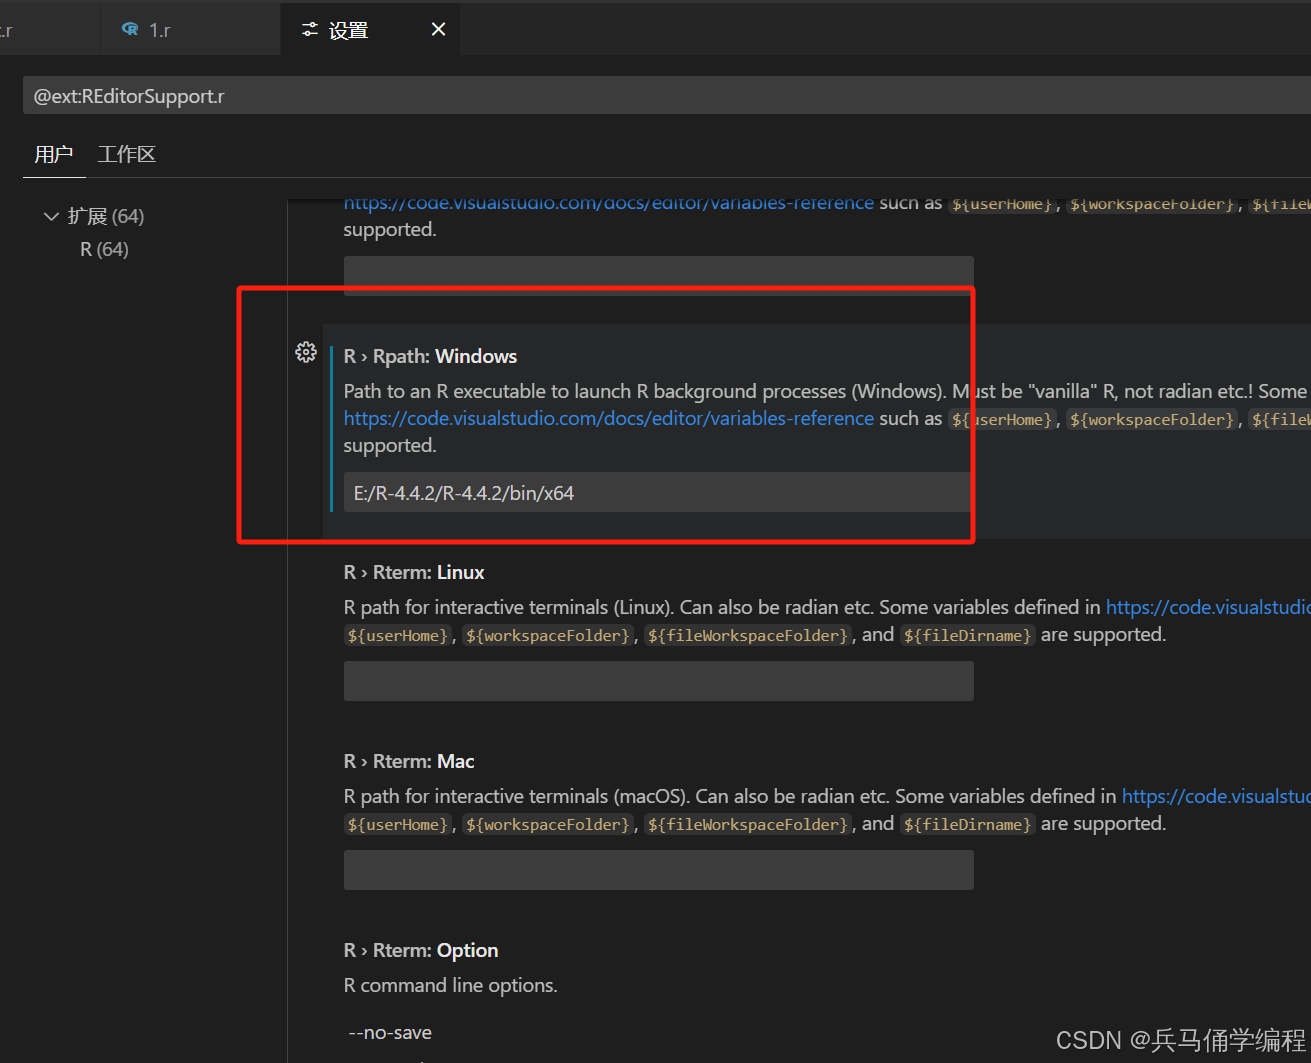 .r 1.r 设置
@ext:REditorSupport.r
用户 工作区
扩展 (64)
R (64)
https://code.visualstudio.com/docs/editor/variables-reference such as ${userHome}, ${workspaceFolder}, ${fileW
supported.
R › Rpath: Windows
Path to an R executable to launch R background processes (Windows). Must be "vanilla" R, not radian etc.! Some
https://code.visualstudio.com/docs/editor/variables-reference such as ${userHome}, ${workspaceFolder}, ${fileW
supported.
E:/R-4.4.2/R-4.4.2/bin/x64
R › Rterm: Linux
R path for interactive terminals (Linux). Can also be radian etc. Some variables defined in https://code.visualstudio
${userHome}, ${workspaceFolder}, ${fileWorkspaceFolder}, and ${fileDirname} are supported.
R › Rterm: Mac
R path for interactive terminals (macOS). Can also be radian etc. Some variables defined in https://code.visualstud
${userHome}, ${workspaceFolder}, ${fileWorkspaceFolder}, and ${fileDirname} are supported.
R › Rterm: Option
R command line options.
--no-save
CSDN @兵马俑学编程